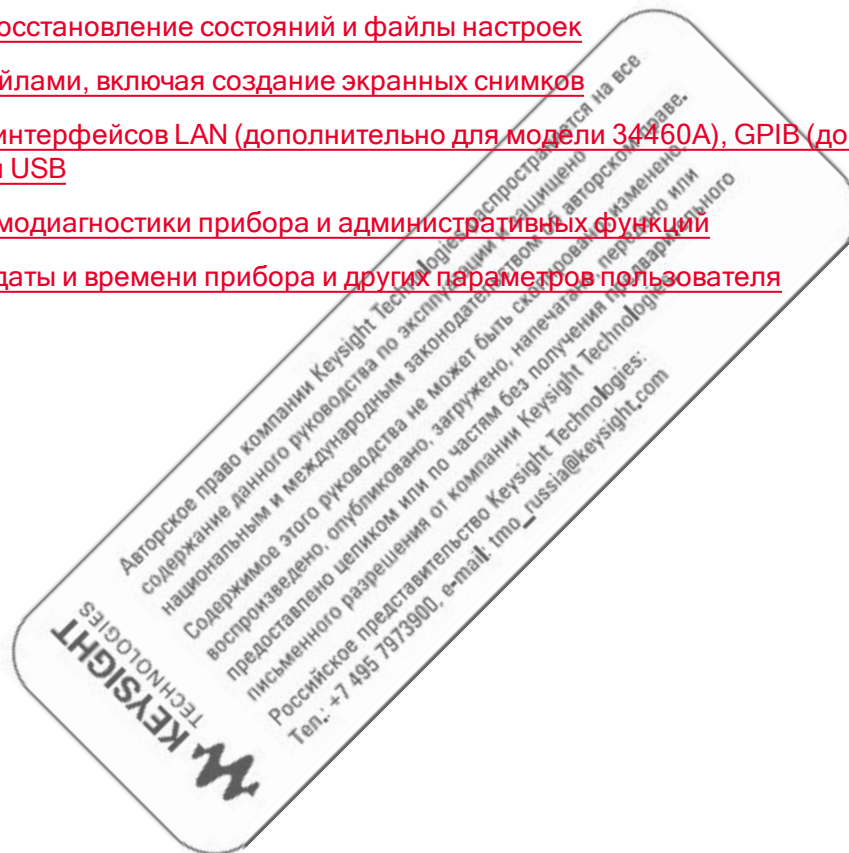 осстановление состояний и файлы настроек
йлами, включая создание экранных снимков
интерфейсов LAN (дополнительно для модели 34460A), GPIB (до
и USB
модиагностики прибора и административных функций
даты и времени прибора и других параметров пользователя
KEYSIGHT
TECHNOLOGIES
Авторское право компании Keysight Technologies распространяется на все
содержание данного руководства по эксплуатации и защищено
национальным и международным законодательством об авторском праве.
Содержимое этого руководства не может быть скопировано, изменено,
воспроизведено, опубликовано, загружено, напечатано, передано или
предоставлено целиком или по частям без получения предварительного
письменного разрешения от компании Keysight Technologies.
Российское представительство Keysight Technologies:
Тел.: +7 495 7973900, e-mail: tmo_russia@keysight.com